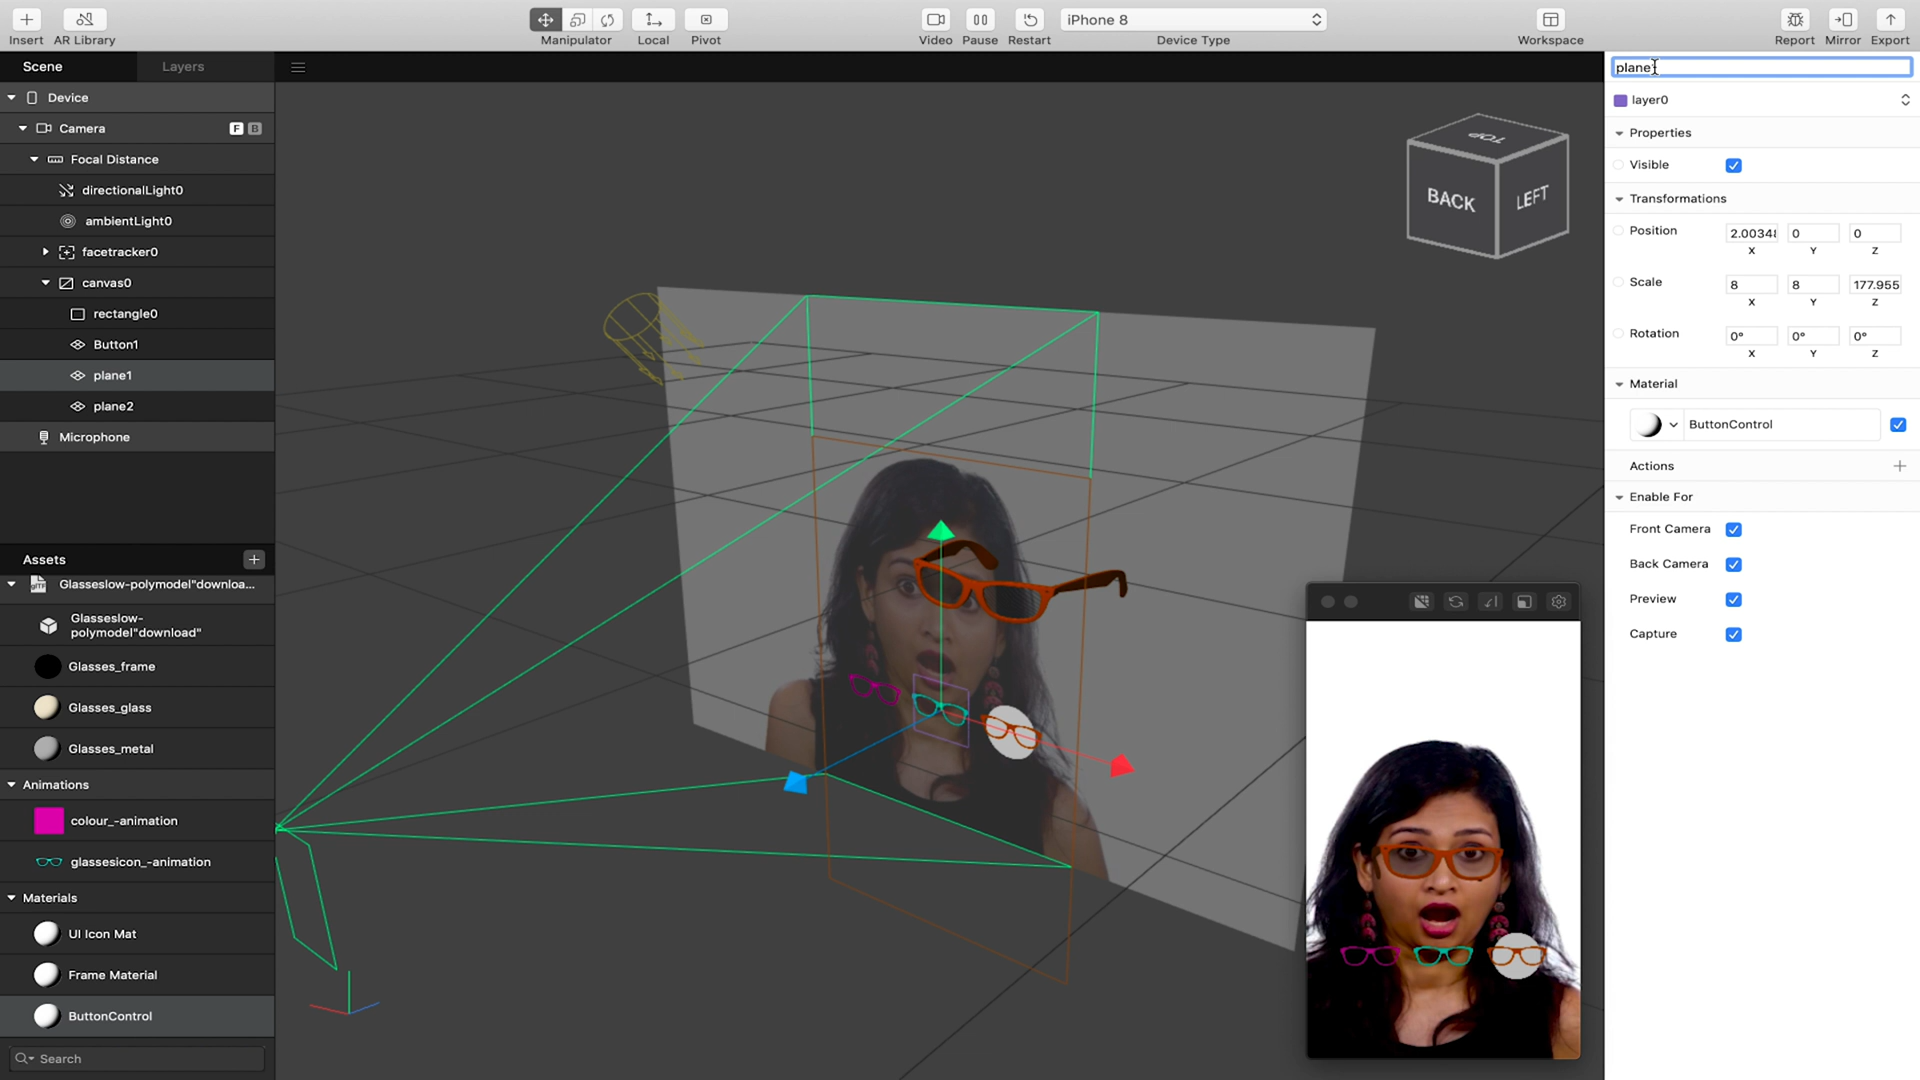 Insert
AR Library
Manipulator
Local
Pivot
Video
Pause
Restart
iPhone 8
Device Type
Workspace
Report
Mirror
Export
Scene
Layers
Device
Camera
F
B
Focal Distance
directionalLight0
ambientLight0
facetracker0
canvas0
rectangle0
Button1
plane1
plane2
Microphone
Assets
Glasseslow-polymodel"downloa...
Glasseslow-
polymodel"download"
Glasses_frame
Glasses_glass
Glasses_metal
Animations
colour_-animation
glassesicon_-animation
Materials
UI Icon Mat
Frame Material
ButtonControl
Search
TOP
BACK
LEFT
plane
layer0
Properties
Visible
Transformations
Position
2.0034
0
0
X
Y
Z
Scale
8
8
177.955
X
Y
Z
Rotation
0°
0°
0°
X
Y
Z
Material
ButtonControl
Actions
Enable For
Front Camera
Back Camera
Preview
Capture